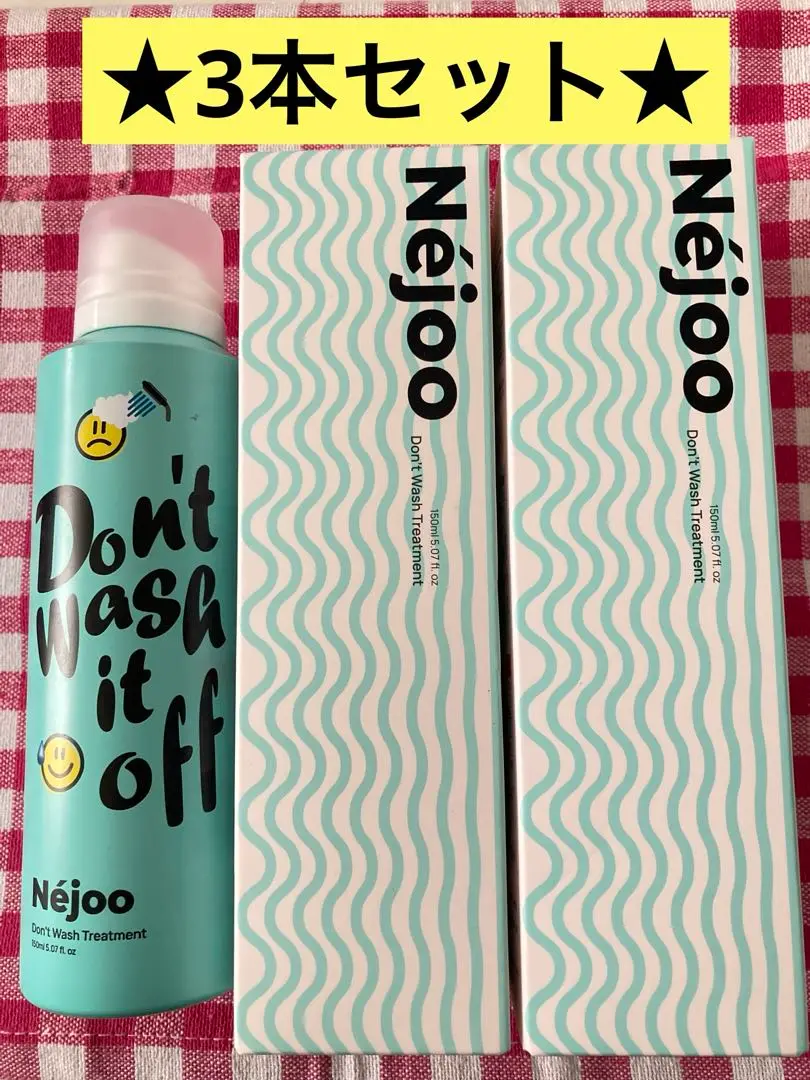 ★3本セット★
Don't
wash
it
off
Néjoo
Don't Wash Treatment
150ml 5.07 fl. oz
Néjoo
Don't Wash Treatment
150ml 5.07 fl. oz
Néjoo
Don't Wash Treatment
150ml 5.07 fl. oz